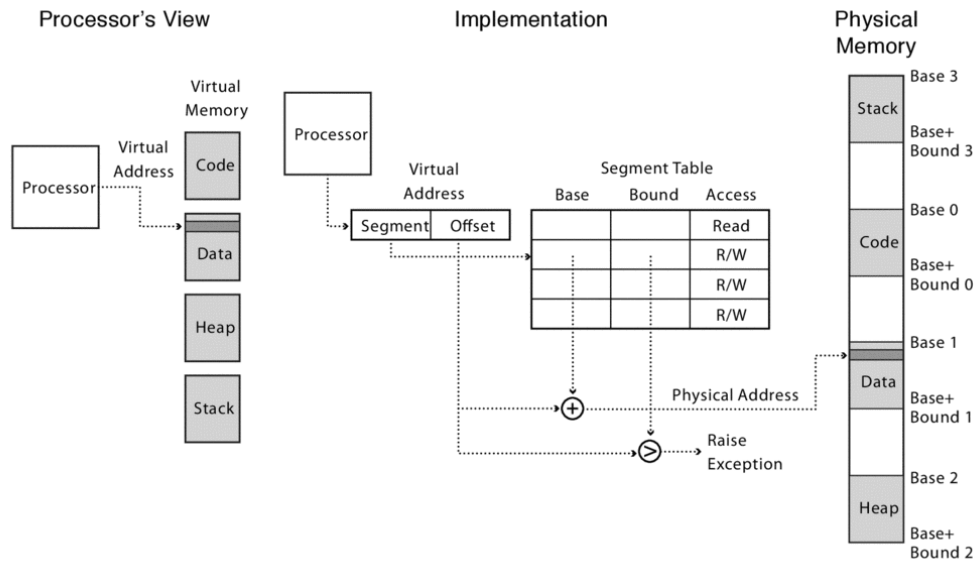 Processor's View
Implementation
Physical
Memory
Virtual
Memory
Processor
Virtual
Address
Code
Data
Heap
Stack
Processor
Virtual
Address
Segment Offset
Segment Table
Base Bound Access
Read
R/W
R/W
R/W
+
Physical Address
>
Raise
Exception
Base 3
Stack
Base+
Bound 3
Base 0
Code
Base+
Bound 0
Base 1
Data
Base+
Bound 1
Base 2
Heap
Base+
Bound 2